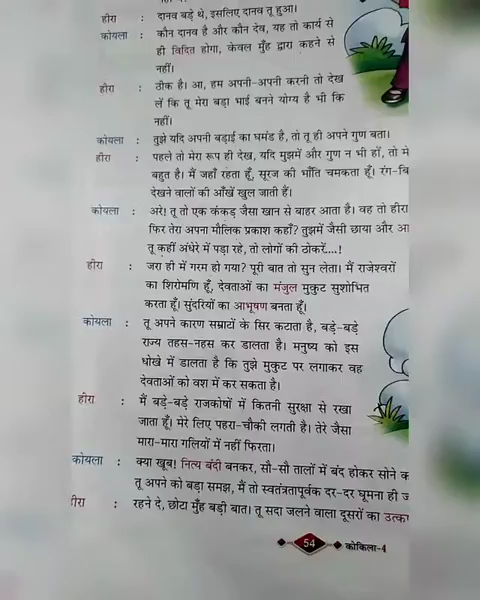 हीरा : दानव बड़े थे, इसलिए दानव तू हुआ।
कोयला : कौन दानव है और कौन देव, यह तो कार्य से
ही विदित होगा, केवल मुँह द्वारा कहने से
नहीं।
हीरा : ठीक है। आ, हम अपनी-अपनी करनी तो देख
लें कि तू मेरा बड़ा भाई बनने योग्य है भी कि
नहीं।
कोयला : तुझे यदि अपनी बड़ाई का घमंड है, तो तू ही अपने गुण बता।
हीरा : पहले तो मेरा रूप ही देख, यदि मुझमें और गुण न भी हों, तो मे
बहुत है। मैं जहाँ रहता हूँ, सूरज की भाँति चमकता हूँ। रंग-बि
देखने वालों की आँखें खुल जाती हैं।
कोयला : अरे! तू तो एक कंकड़ जैसा खान से बाहर आता है। वह तो हीरा
फिर तेरा अपना मौलिक प्रकाश कहाँ? तुझमें जैसी छाया और आ
तू कहीं अंधेरे में पड़ा रहे, तो लोगों की ठोकरें....!
हीरा : जरा ही में गरम हो गया? पूरी बात तो सुन लेता। मैं राजेश्वरों
का शिरोमणि हूँ, देवताओं का मंजुल मुकुट सुशोभित
करता हूँ। सुंदरियों का आभूषण बनता हूँ।
कोयला : तू अपने कारण सम्राटों के सिर कटाता है, बड़े-बड़े
राज्य तहस-नहस कर डालता है। मनुष्य को इस
धोखे में डालता है कि तुझे मुकुट पर लगाकर वह
देवताओं को वश में कर सकता है।
हीरा : मैं बड़े-बड़े राजकोषों में कितनी सुरक्षा से रखा
जाता हूँ। मेरे लिए पहरा-चौकी लगती है। तेरे जैसा
मारा-मारा गलियों में नहीं फिरता।
कोयला : क्या खूब! नित्य बंदी बनकर, सौ-सौ तालों में बंद होकर सोने क
तू अपने को बड़ा समझ, मैं तो स्वतंत्रतापूर्वक दर-दर घूमना ही ज
हीरा : रहने दे, छोटा मुँह बड़ी बात। तू सदा जलने वाला दूसरों का उत्का
54 कोकिला-4